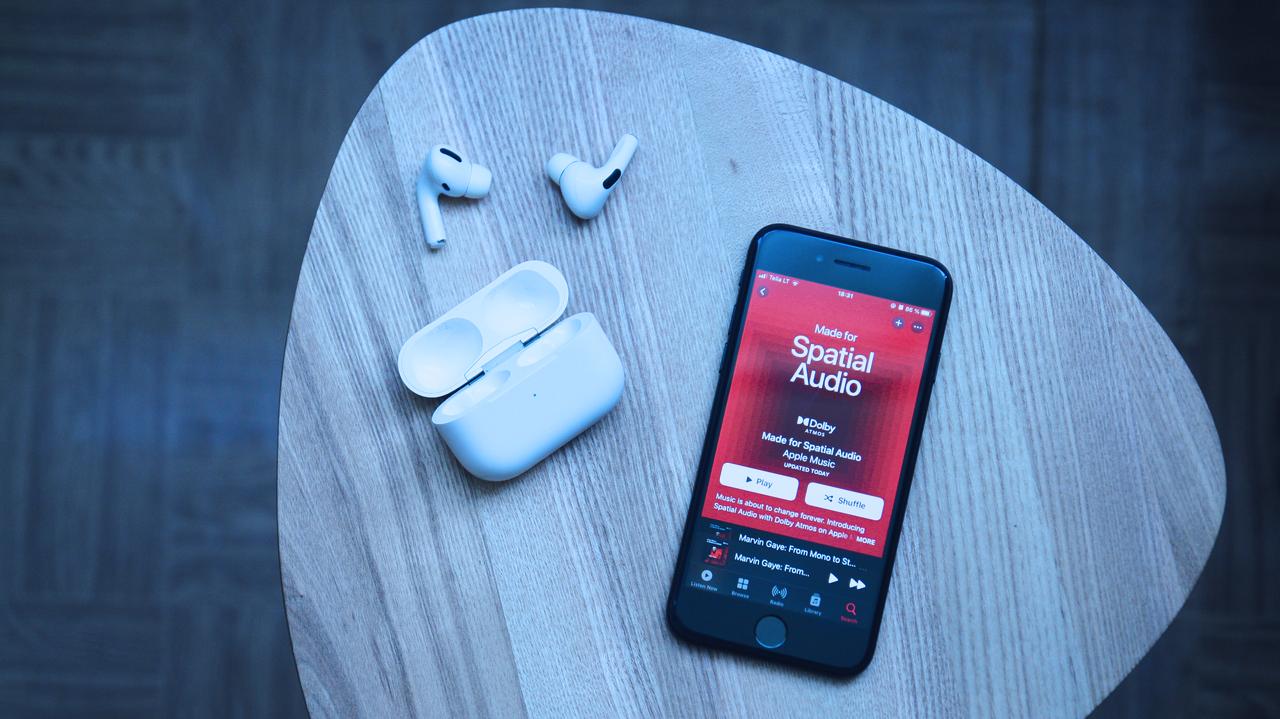 Telia LT
18:31
86 %
Made for
Spatial
Audio
Dolby
ATMOS
Made for Spatial Audio
Apple Music
UPDATED TODAY
Play
Shuffle
Music is about to change forever. Introducing
Spatial Audio with Dolby Atmos on Apple
MORE
Marvin Gaye: From Mono to St...
Marvin Gaye: From...
Listen Now
Browse
Radio
Library
Search